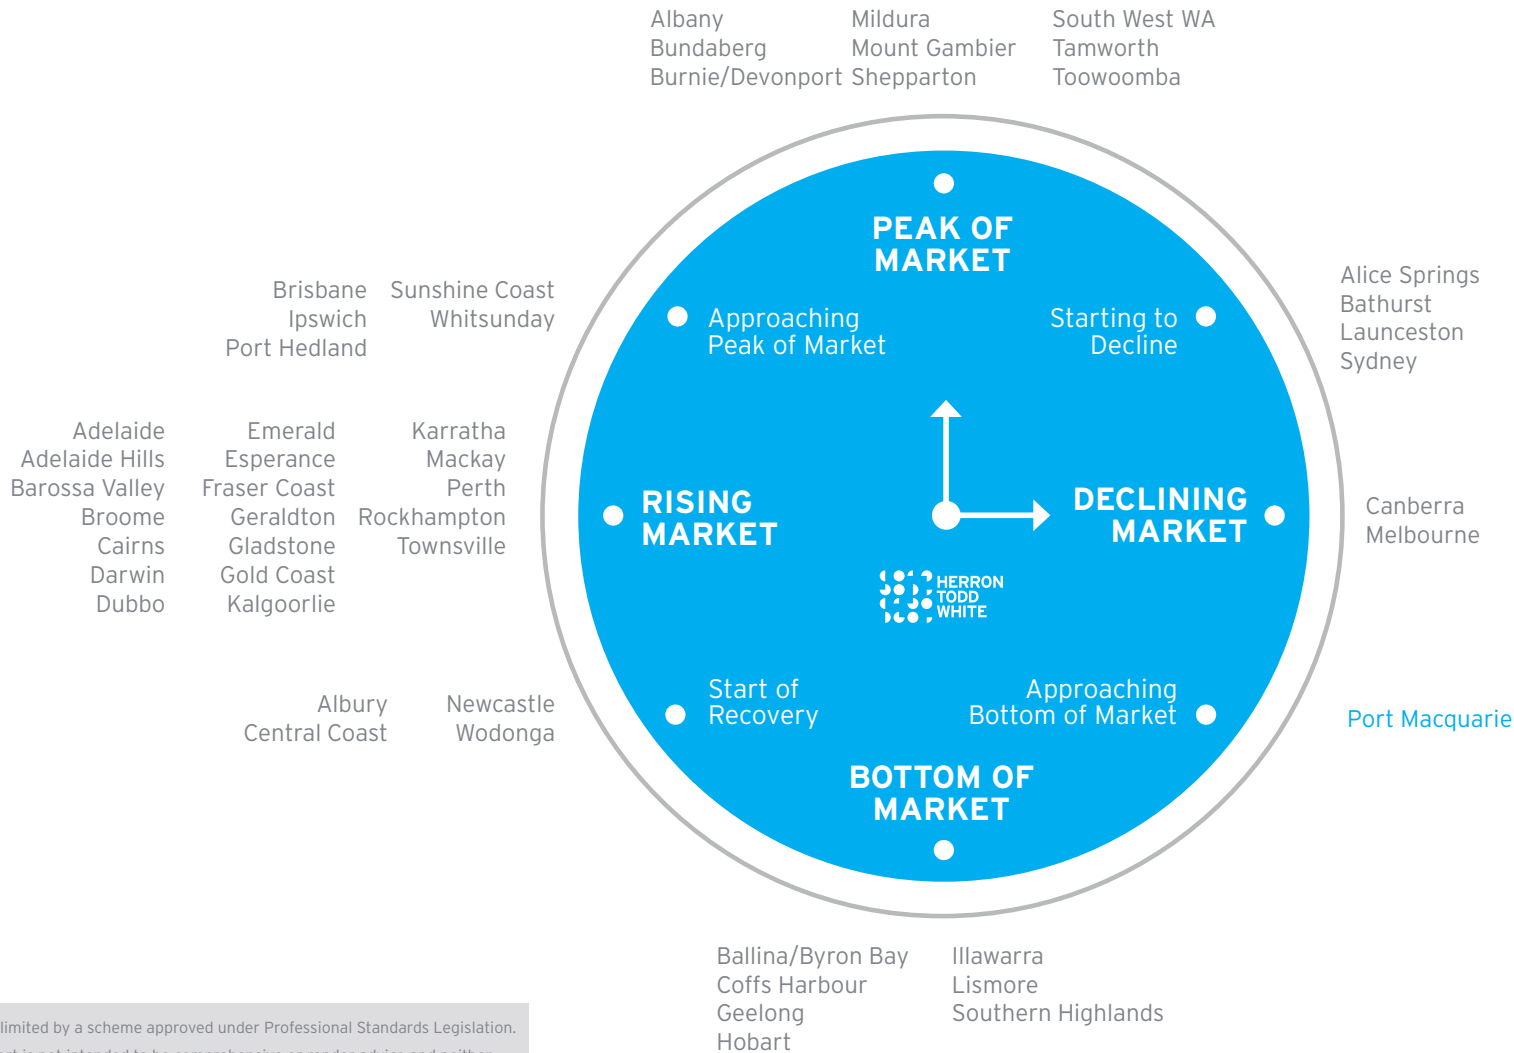 Albany
Bundaberg
Burnie/Devonport
Mildura
Mount Gambier
Shepparton
South West WA
Tamworth
Toowoomba
PEAK OF
MARKET
Brisbane
Ipswich
Port Hedland
Sunshine Coast
Whitsunday
Approaching
Peak of Market
Starting to
Decline
Alice Springs
Bathurst
Launceston
Sydney
Adelaide
Adelaide Hills
Barossa Valley
Broome
Cairns
Darwin
Dubbo
Emerald
Esperance
Fraser Coast
Geraldton
Gladstone
Gold Coast
Kalgoorlie
Karratha
Mackay
Perth
Rockhampton
Townsville
RISING
MARKET
DECLINING
MARKET
Canberra
Melbourne
HERRON
TODD
WHITE
Albury
Central Coast
Newcastle
Wodonga
Start of
Recovery
Approaching
Bottom of Market
Port Macquarie
BOTTOM OF
MARKET
Ballina/Byron Bay
Coffs Harbour
Geelong
Hobart
Illawarra
Lismore
Southern Highlands
limited by a scheme approved under Professional Standards Legislation.